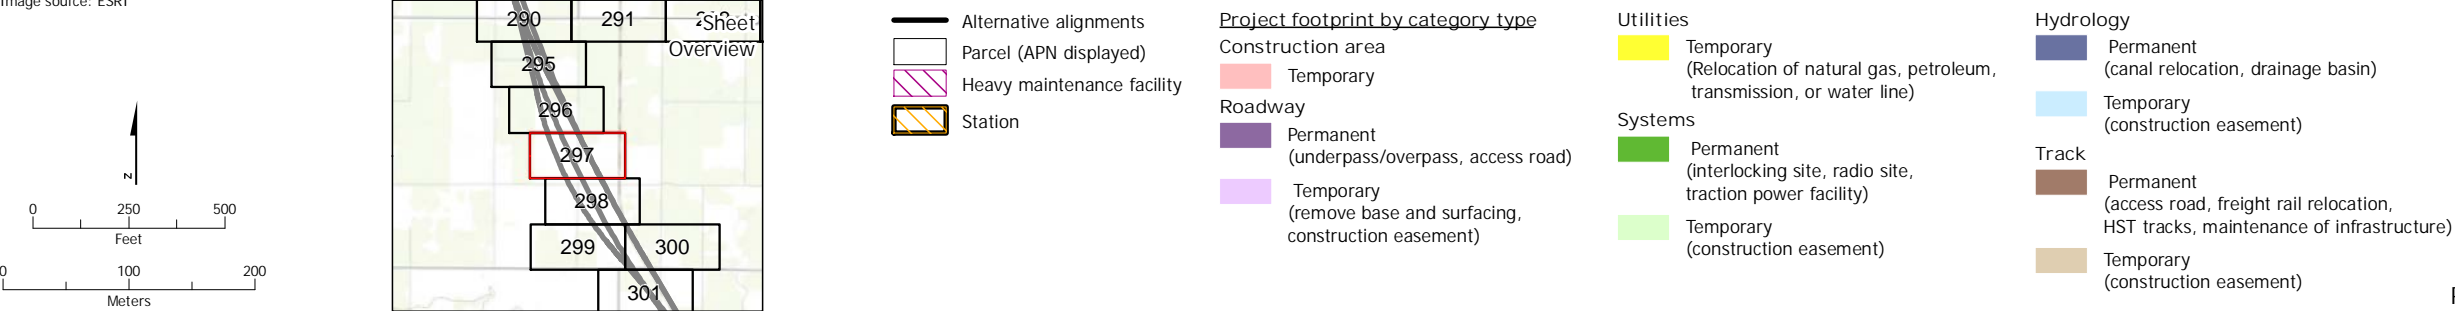 Image source: ESRI
N
0 250 500
Feet
0 100 200
Meters
290 291
Sheet
Overview
295
296
297
298
299 300
301
Alternative alignments
Parcel (APN displayed)
Heavy maintenance facility
Station
Project footprint by category type
Construction area
Temporary
Roadway
Permanent
(underpass/overpass, access road)
Temporary
(remove base and surfacing,
construction easement)
Utilities
Temporary
(Relocation of natural gas, petroleum,
transmission, or water line)
Systems
Permanent
(interlocking site, radio site,
traction power facility)
Temporary
(construction easement)
Hydrology
Permanent
(canal relocation, drainage basin)
Temporary
(construction easement)
Track
Permanent
(access road, freight rail relocation,
HST tracks, maintenance of infrastructure)
Temporary
(construction easement)